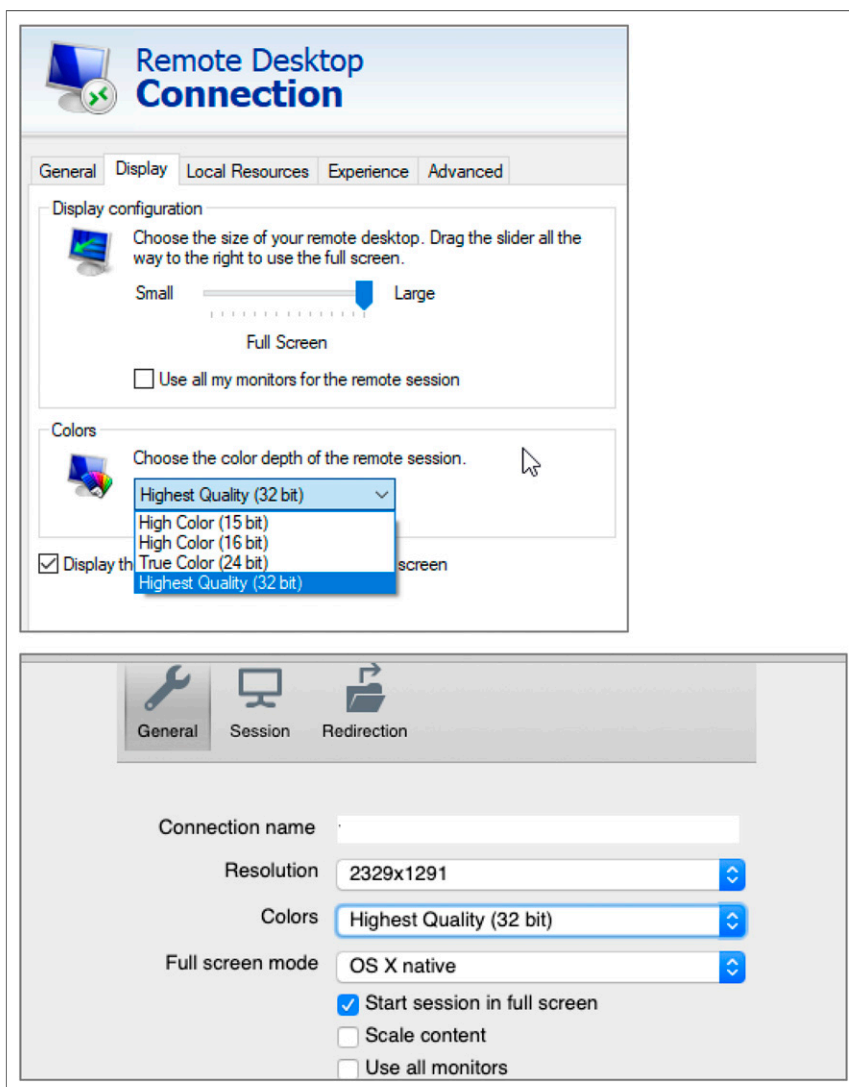 Remote Desktop
Connection
General Display Local Resources Experience Advanced
Display configuration
Choose the size of your remote desktop. Drag the slider all the
way to the right to use the full screen.
Small Large
Full Screen
Use all my monitors for the remote session
Colors
Choose the color depth of the remote session.
Highest Quality (32 bit)
High Color (15 bit)
High Color (16 bit)
Display th True Color (24 bit) screen
Highest Quality (32 bit)
General Session Redirection
Connection name
Resolution 2329x1291
Colors Highest Quality (32 bit)
Full screen mode OS X native
Start session in full screen
Scale content
Use all monitors